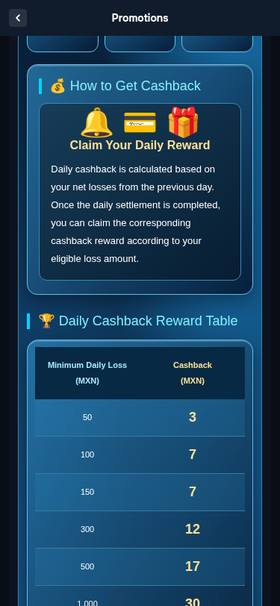 Promotions
How to Get Cashback
Claim Your Daily Reward
Daily cashback is calculated based on
your net losses from the previous day.
Once the daily settlement is completed,
you can claim the corresponding
cashback reward according to your
eligible loss amount.
Daily Cashback Reward Table
Minimum Daily Loss Cashback
(MXN) (MXN)
50 3
100 7
150 7
300 12
500 17
1,000 30